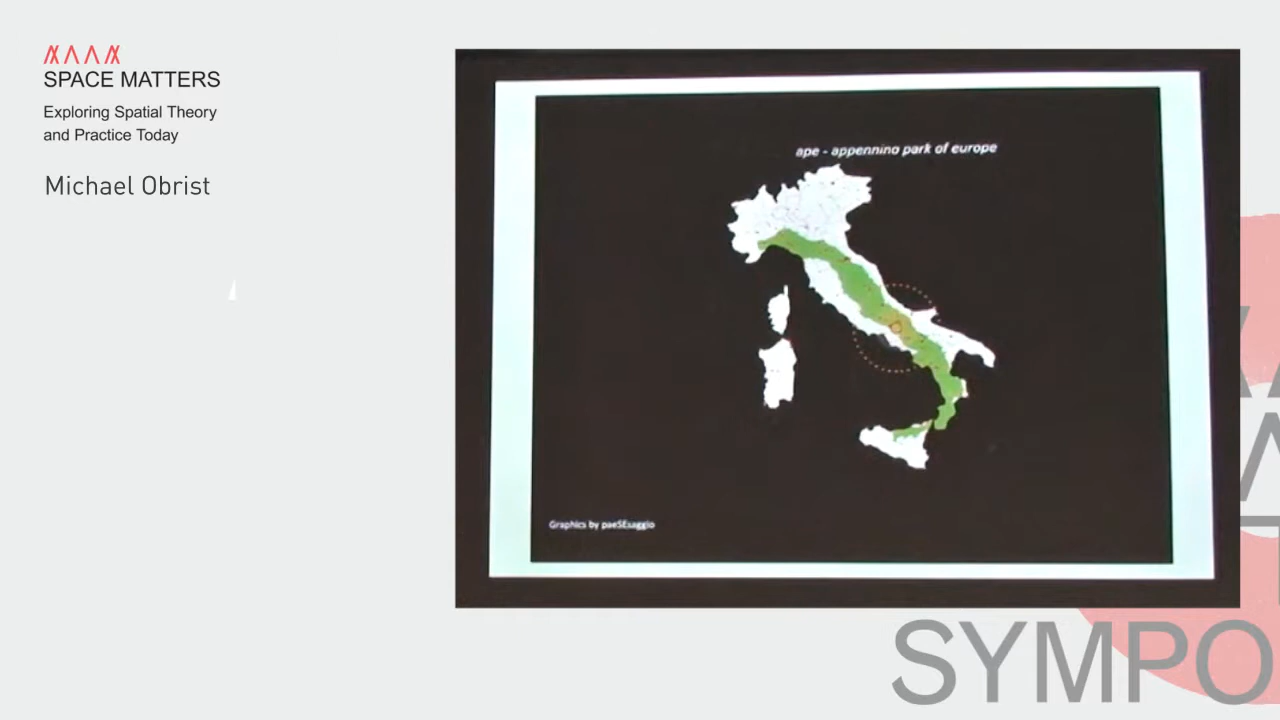 SPACE MATTERS
Exploring Spatial Theory
and Practice Today
Michael Obrist
ape - appennino park of europe
Graphics by paeSEsaggio
SYMPO